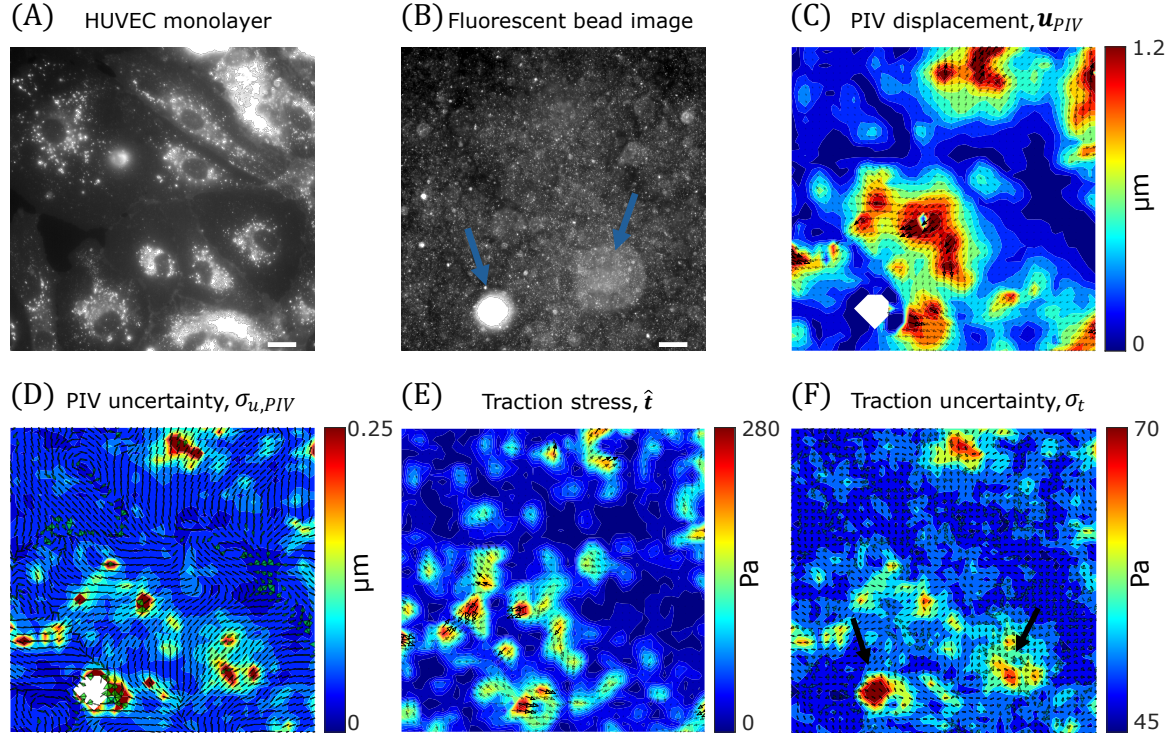 (A) HUVEC monolayer
(B) Fluorescent bead image
(C) PIV displacement, u_PIV
1.2
μm
0
(D) PIV uncertainty, σ_u,PIV
0.25
μm
0
(E) Traction stress, t̂
280
Pa
0
(F) Traction uncertainty, σ_t
70
Pa
45